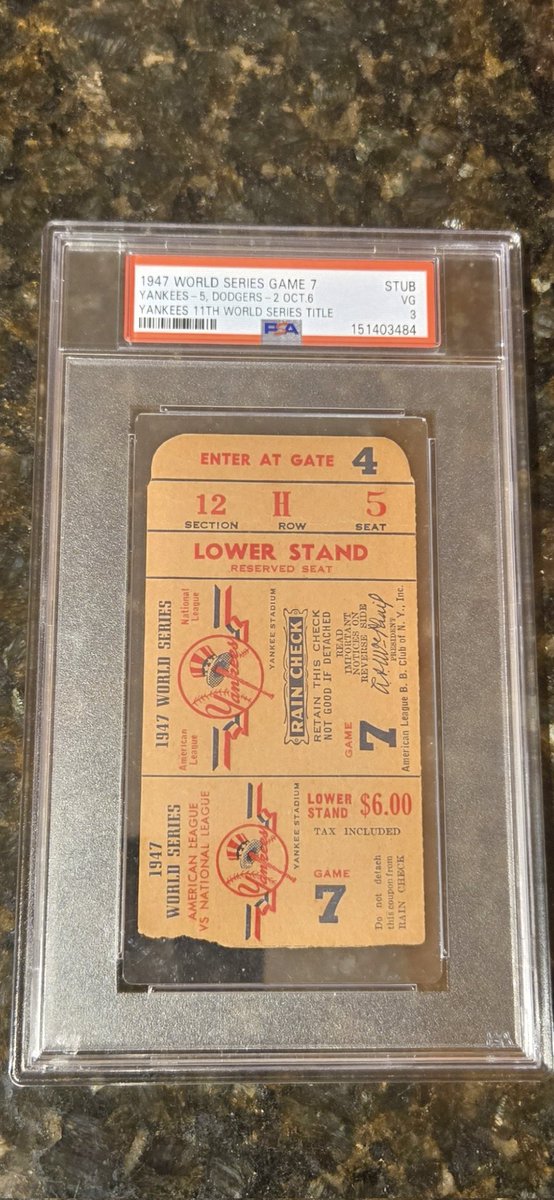 1947 WORLD SERIES GAME 7
YANKEES-5, DODGERS-2 OCT.6
YANKEES 11TH WORLD SERIES TITLE
STUB
VG
3
151403484
PSA
ENTER AT GATE 4
12 H 5
SECTION ROW SEAT
LOWER STAND
RESERVED SEAT
1947 WORLD SERIES
American League
National League
Yankees
YANKEE STADIUM
RAIN CHECK
RETAIN THIS CHECK
NOT GOOD IF DETACHED
READ
IMPORTANT
NOTICES ON
REVERSE SIDE
PRESIDENT
American League B. B. Club of N. Y., Inc.
GAME
7
1947
WORLD SERIES
AMERICAN LEAGUE
VS NATIONAL LEAGUE
Yankees
YANKEE STADIUM
LOWER
STAND
$6.00
TAX INCLUDED
GAME
7
Do not detach
this coupon from
RAIN CHECK